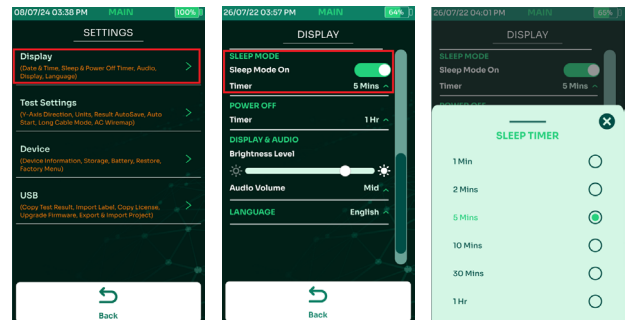 08/07/24 03:38 PM MAIN 100%
SETTINGS
Display
(Date & Time, Sleep & Power Off Timer, Audio,
Display, Language)
Test Settings
(Y-Axis Direction, Units, Result AutoSave, Auto
Start, Long Cable Mode, AC Wiremap)
Device
(Device Information, Storage, Battery, Restore,
Factory Menu)
USB
(Copy Test Result, Import Label, Copy License,
Upgrade Firmware, Export & Import Project)
Back
26/07/22 03:57 PM MAIN 64%
DISPLAY
SLEEP MODE
Sleep Mode On
Timer 5 Mins
POWER OFF
Timer 1 Hr
DISPLAY & AUDIO
Brightness Level
Audio Volume Mid
LANGUAGE English
Back
26/07/22 04:01 PM MAIN 65%
DISPLAY
SLEEP MODE
Sleep Mode On
Timer 5 Mins
POWER OFF
SLEEP TIMER
1 Min
2 Mins
5 Mins
10 Mins
30 Mins
1 Hr